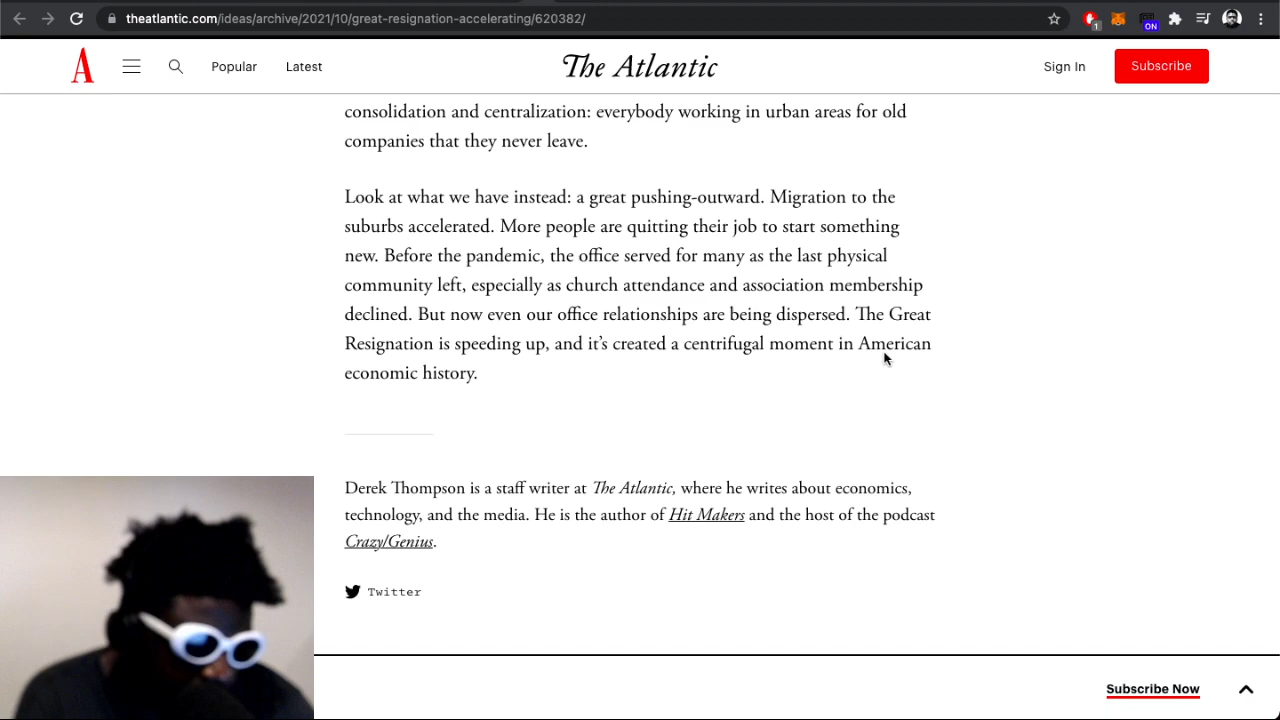 theatlantic.com/ideas/archive/2021/10/great-resignation-accelerating/620382/
1
ON
A
Popular
Latest
The Atlantic
Sign In
Subscribe
consolidation and centralization: everybody working in urban areas for old
companies that they never leave.
Look at what we have instead: a great pushing-outward. Migration to the
suburbs accelerated. More people are quitting their job to start something
new. Before the pandemic, the office served for many as the last physical
community left, especially as church attendance and association membership
declined. But now even our office relationships are being dispersed. The Great
Resignation is speeding up, and it’s created a centrifugal moment in American
economic history.
Derek Thompson is a staff writer at The Atlantic, where he writes about economics,
technology, and the media. He is the author of Hit Makers and the host of the podcast
Crazy/Genius.
Twitter
Subscribe Now